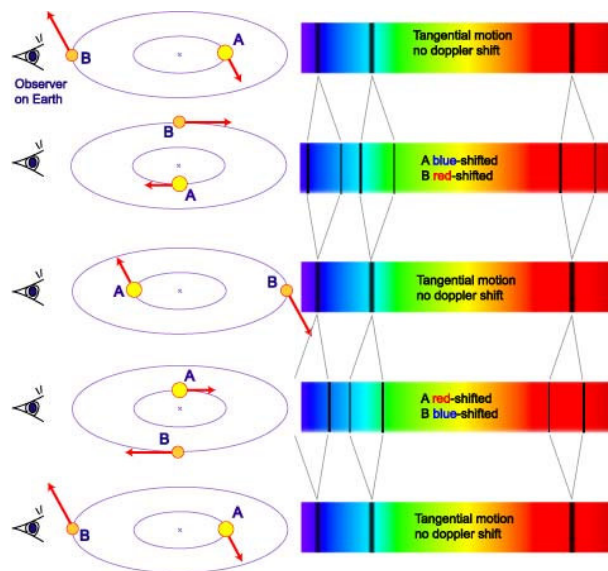 A
B
Observer
on Earth
Tangential motion
no doppler shift
B
A
A blue-shifted
B red-shifted
A
B
Tangential motion
no doppler shift
A
B
A red-shifted
B blue-shifted
A
B
Tangential motion
no doppler shift